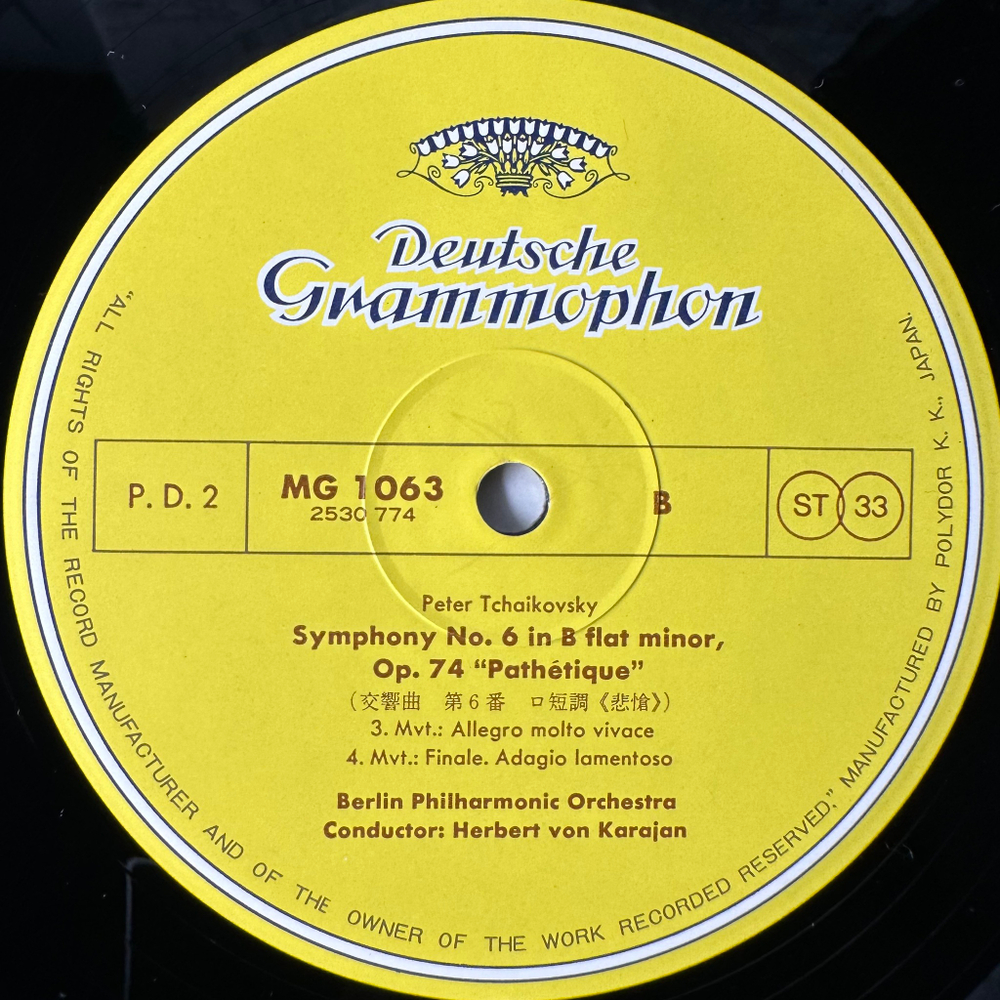 Deutsche
Grammophon
P. D. 2
MG 1063
2530 774
B
ST 33
Peter Tchaikovsky
Symphony No. 6 in B flat minor,
Op. 74 “Pathétique”
（交響曲　第６番　ロ短調《悲愴》）
3. Mvt.: Allegro molto vivace
4. Mvt.: Finale. Adagio lamentoso
Berlin Philharmonic Orchestra
Conductor: Herbert von Karajan
“ALL RIGHTS OF THE RECORD MANUFACTURER AND OF THE OWNER OF THE WORK RECORDED RESERVED,” MANUFACTURED BY POLYDOR K. K., JAPAN.